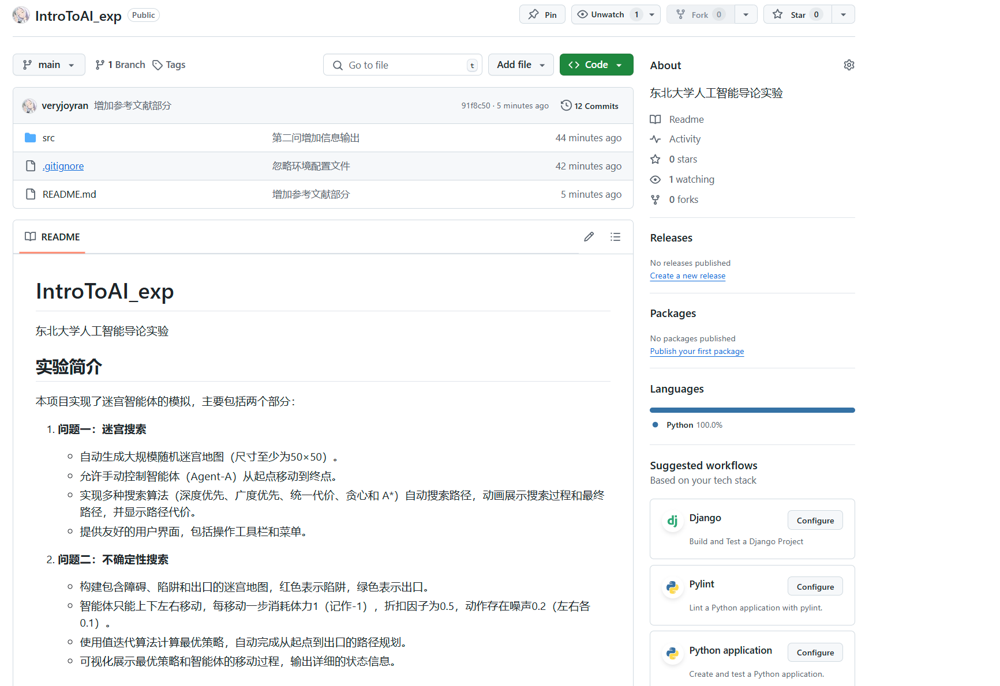 IntroToAI_exp Public
Pin
Unwatch 1
Fork 0
Star 0
main
1 Branch
Tags
Go to file t
Add file
Code
veryjoyran 增加参考文献部分 91f8c50 · 5 minutes ago 12 Commits
src 第二问增加信息输出 44 minutes ago
.gitignore 忽略环境配置文件 42 minutes ago
README.md 增加参考文献部分 5 minutes ago
README
IntroToAI_exp
东北大学人工智能导论实验
实验简介
本项目实现了迷宫智能体的模拟，主要包括两个部分：
1. 问题一：迷宫搜索
自动生成大规模随机迷宫地图（尺寸至少为50×50）。
允许手动控制智能体（Agent-A）从起点移动到终点。
实现多种搜索算法（深度优先、广度优先、统一代价、贪心和 A*）自动搜索路径，动画展示搜索过程和最终
路径，并显示路径代价。
提供友好的用户界面，包括操作工具栏和菜单。
2. 问题二：不确定性搜索
构建包含障碍、陷阱和出口的迷宫地图，红色表示陷阱，绿色表示出口。
智能体只能上下左右移动，每移动一步消耗体力1（记作-1），折扣因子为0.5，动作存在噪声0.2（左右各
0.1）。
使用值迭代算法计算最优策略，自动完成从起点到出口的路径规划。
可视化展示最优策略和智能体的移动过程，输出详细的状态信息。
About
东北大学人工智能导论实验
Readme
Activity
0 stars
1 watching
0 forks
Releases
No releases published
Create a new release
Packages
No packages published
Publish your first package
Languages
Python 100.0%
Suggested workflows
Based on your tech stack
dj Django Configure
Build and Test a Django Project
Pylint Configure
Lint a Python application with pylint.
Python application Configure
Create and test a Python application.